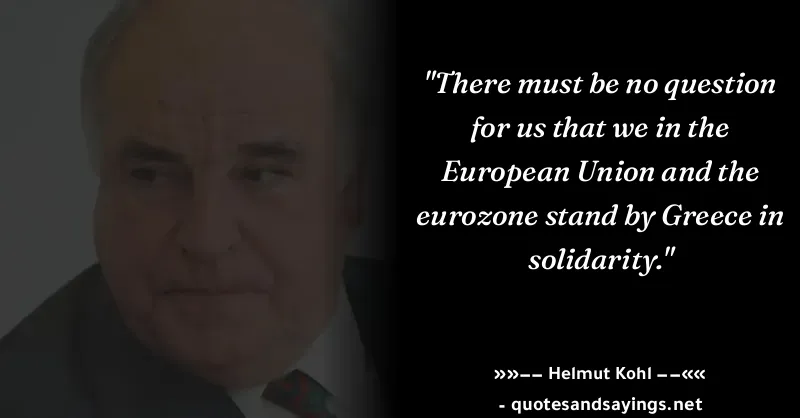 "There must be no question
for us that we in the
European Union and the
eurozone stand by Greece in
solidarity."
»»–– Helmut Kohl ––««
- quotesandsayings.net